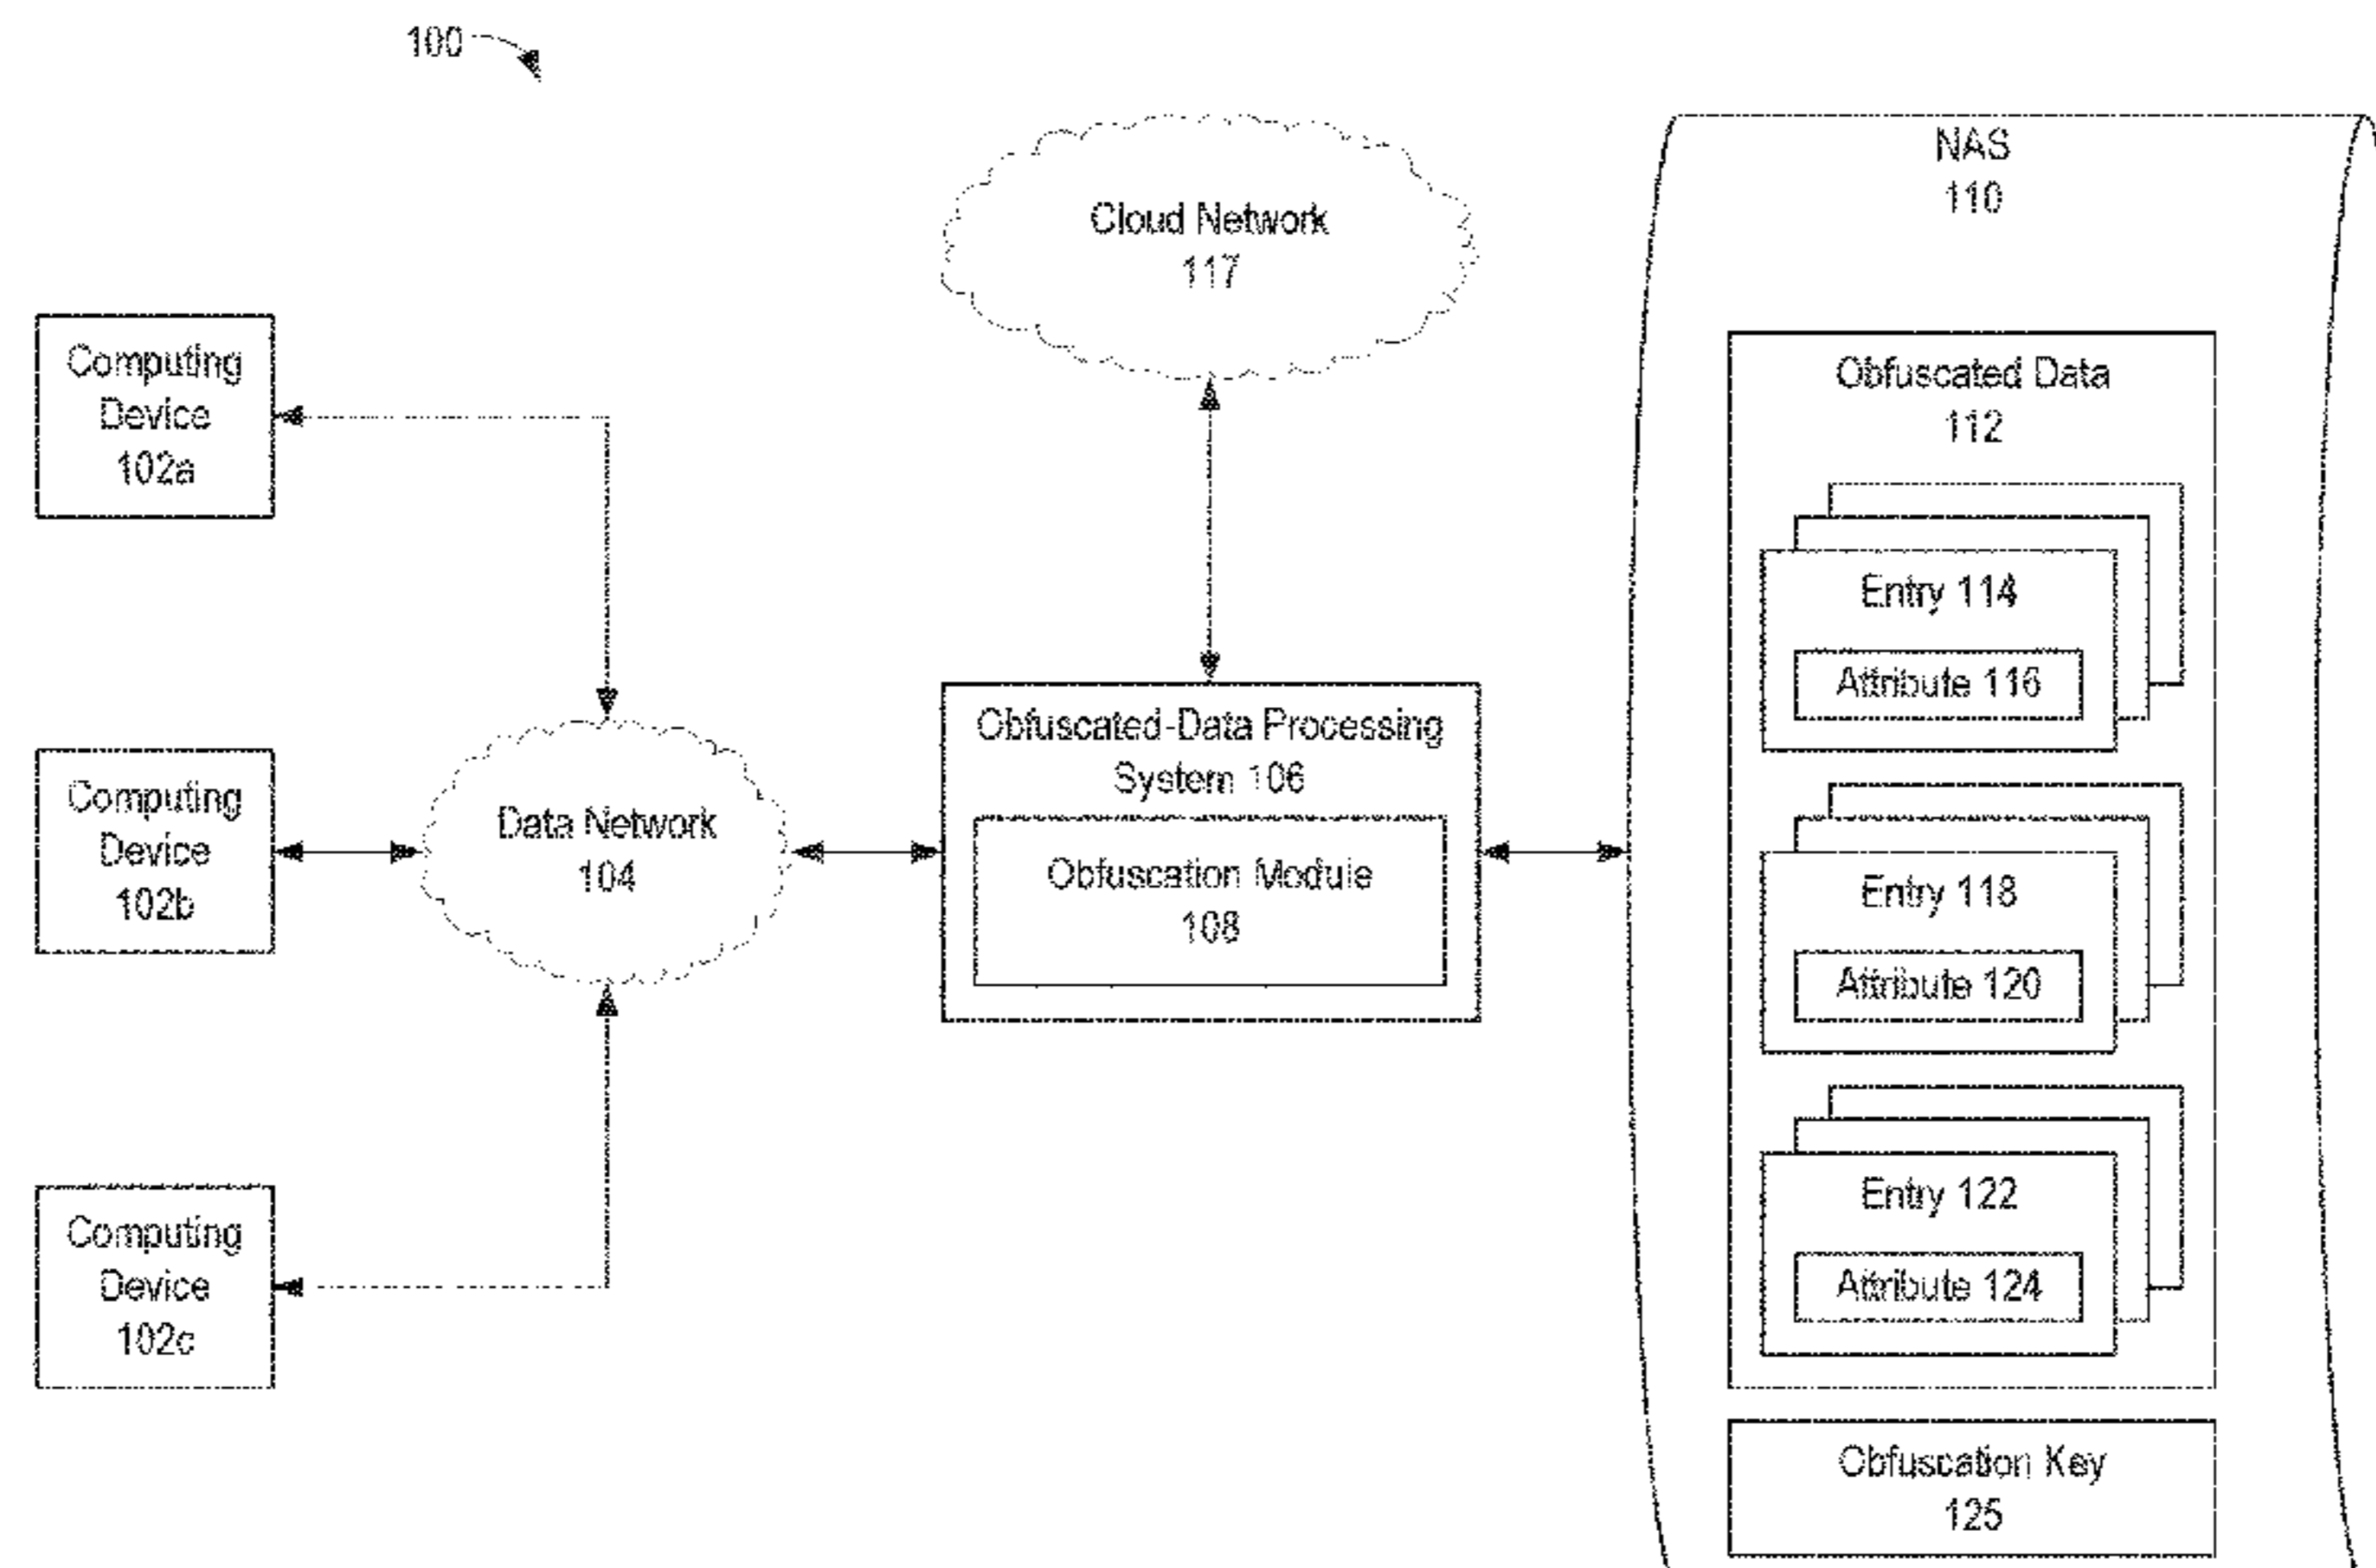 100
Cloud Network
117
NAS
110
Computing
Device
102a
Computing
Device
102b
Computing
Device
102c
Data Network
104
Obfuscated-Data Processing
System 106
Obfuscation Module
108
Obfuscated Data
112
Entry 114
Attribute 116
Entry 118
Attribute 120
Entry 122
Attribute 124
Obfuscation Key
125